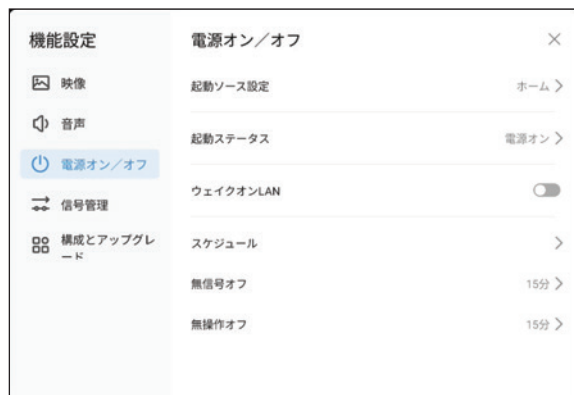 機能設定
映像
音声
電源オン／オフ
信号管理
構成とアップグレ
ード
電源オン／オフ
起動ソース設定 ホーム
起動ステータス 電源オン
ウェイクオンLAN
スケジュール
無信号オフ 15分
無操作オフ 15分